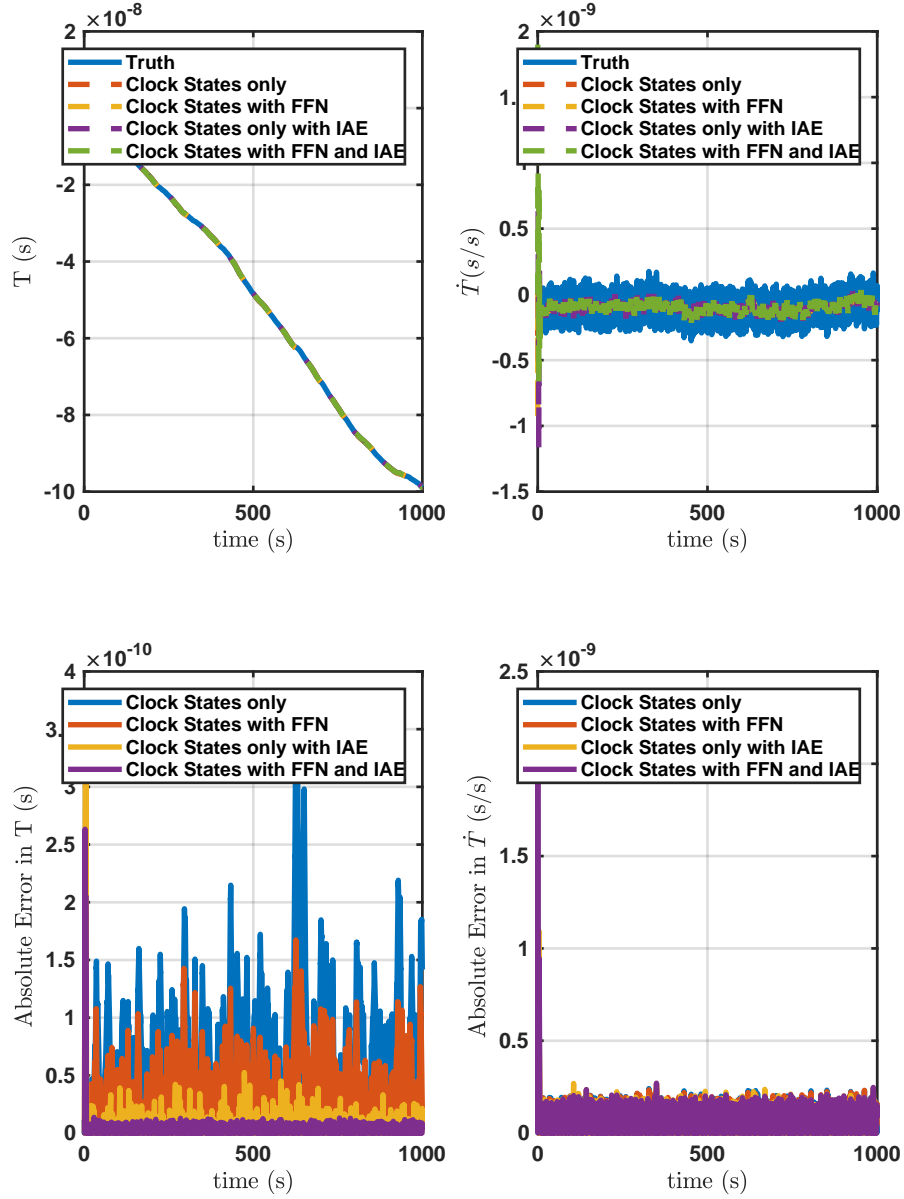 ×10⁻⁸
2
Truth
Clock States only
Clock States with FFN
Clock States only with IAE
Clock States with FFN and IAE
-2
-4
-6
-8
-10
T (s)
0
500
1000
time (s)
×10⁻⁹
2
Truth
Clock States only
Clock States with FFN
Clock States only with IAE
Clock States with FFN and IAE
0.5
0
-0.5
-1
-1.5
Ṫ(s/s)
0
500
1000
time (s)
×10⁻¹⁰
4
3.
Clock States only
Clock States with FFN
Clock States only with IAE
Clock States with FFN and IAE
3
2.5
2
1.5
1
0.5
0
Absolute Error in T (s)
0
500
1000
time (s)
×10⁻⁹
2.5
Clock States only
Clock States with FFN
Clock States only with IAE
Clock States with FFN and IAE
2
1.5
1
0.5
0
Absolute Error in Ṫ (s/s)
0
500
1000
time (s)